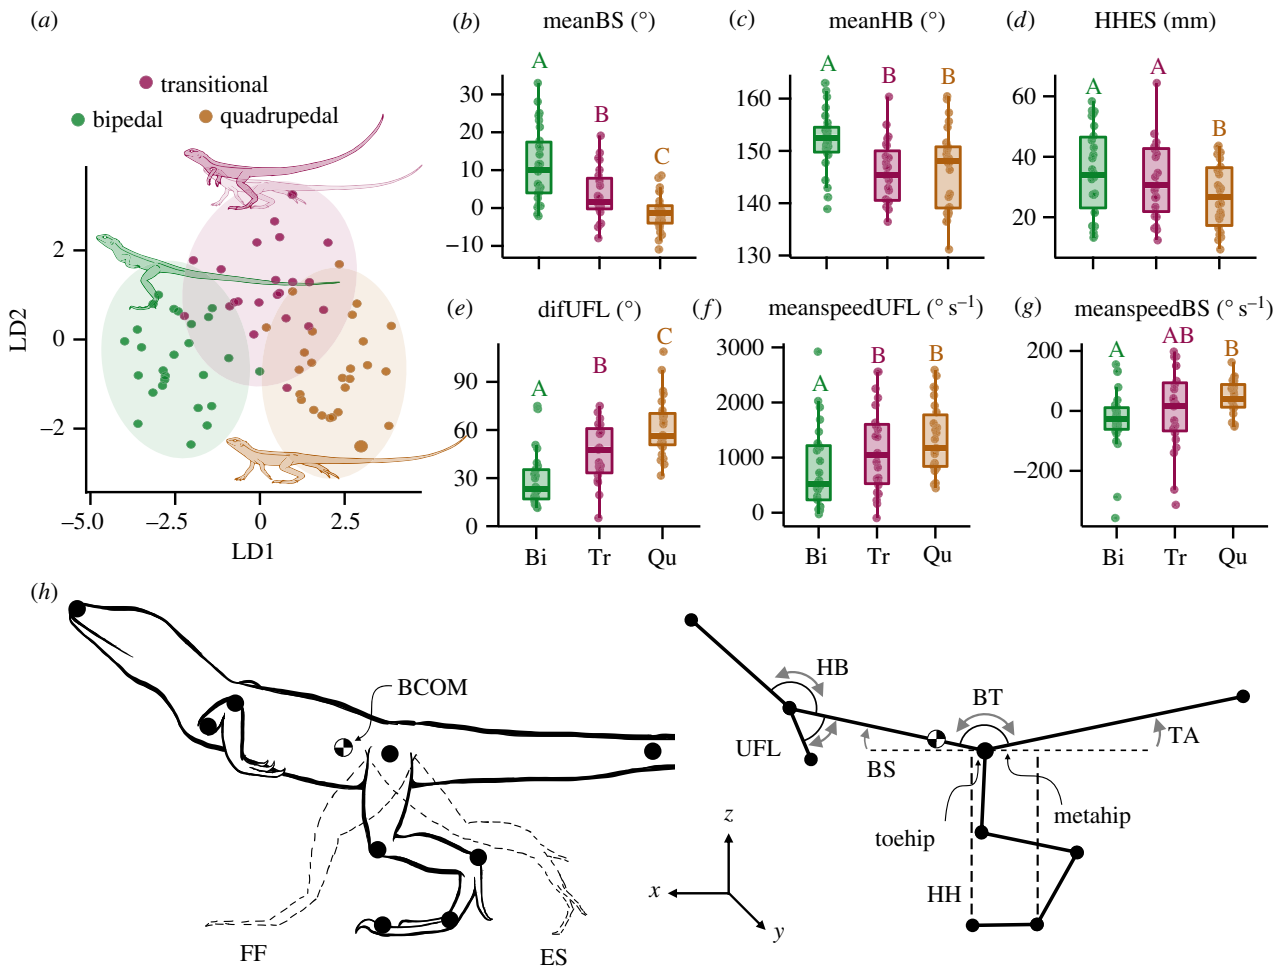 (a)
transitional
bipedal
quadrupedal
LD2
2
0
−2
−5.0
−2.5
0
2.5
LD1
(b)
meanBS (°)
A
B
C
30
20
10
0
−10
(c)
meanHB (°)
A
B
B
160
150
140
130
(d)
HHES (mm)
A
A
B
60
40
20
(e)
difUFL (°)
A
B
C
90
60
30
0
Bi
Tr
Qu
(f)
meanspeedUFL (° s−1)
A
B
B
3000
2000
1000
0
Bi
Tr
Qu
(g)
meanspeedBS (° s−1)
A
AB
B
200
0
−200
Bi
Tr
Qu
(h)
BCOM
FF
ES
HB
BT
UFL
BS
TA
toehip
metahip
HH
z
x
y